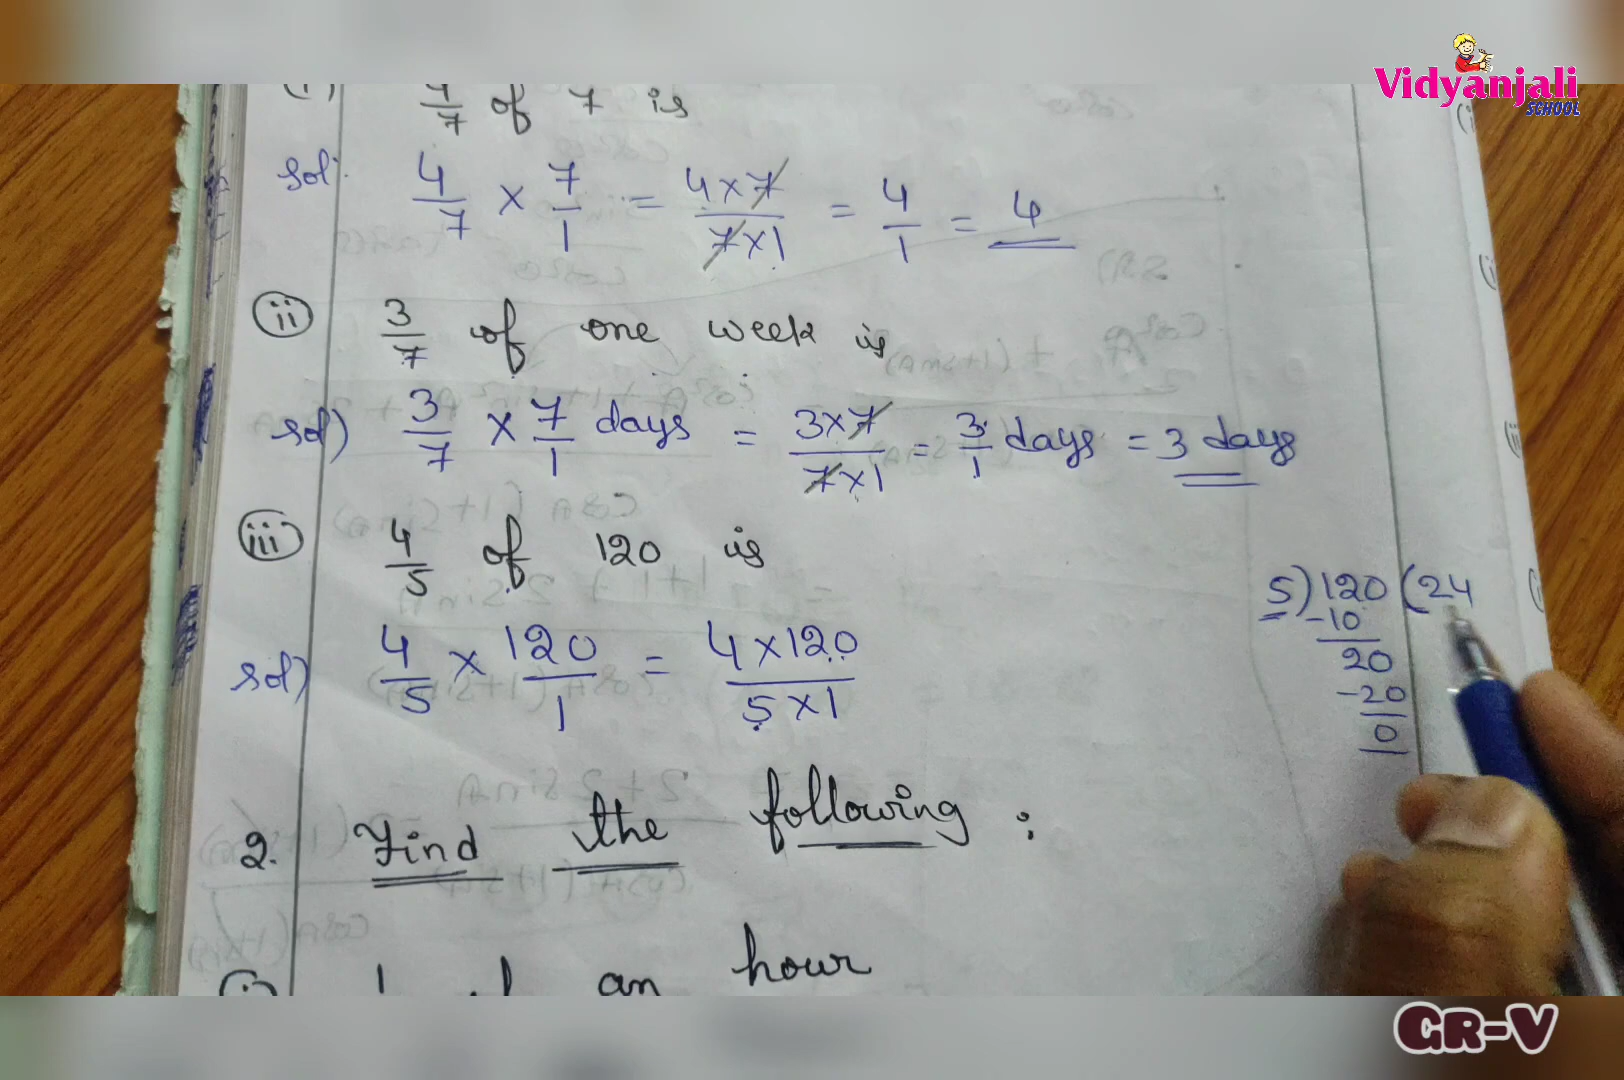 Vidyanjali
SCHOOL
(i) 4/7 of 7 is
sol: 4/7 × 7/1 = 4×7/7×1 = 4/1 = 4
(ii) 3/7 of one week is
sol) 3/7 × 7/1 days = 3×7/7×1 = 3/1 days = 3 days
(iii) 4/5 of 120 is
sol) 4/5 × 120/1 = 4×120/5×1
5)120(24
-10
20
-20
0
2. Find the following :
an hour
GR-V